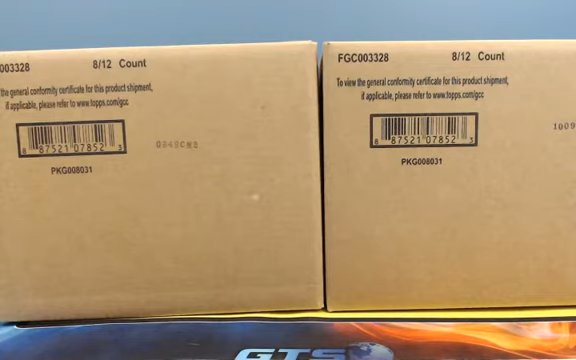 003328 8/12 Count
the general conformity certificate for this product shipment,
if applicable, please refer to www.topps.com/gcc
8 87521 07852 3
PKG008031
FGC003328 8/12 Count
To view the general conformity certificate for this product shipment,
if applicable, please refer to www.topps.com/gcc
8 87521 07852 3
1009
PKG008031
GTS